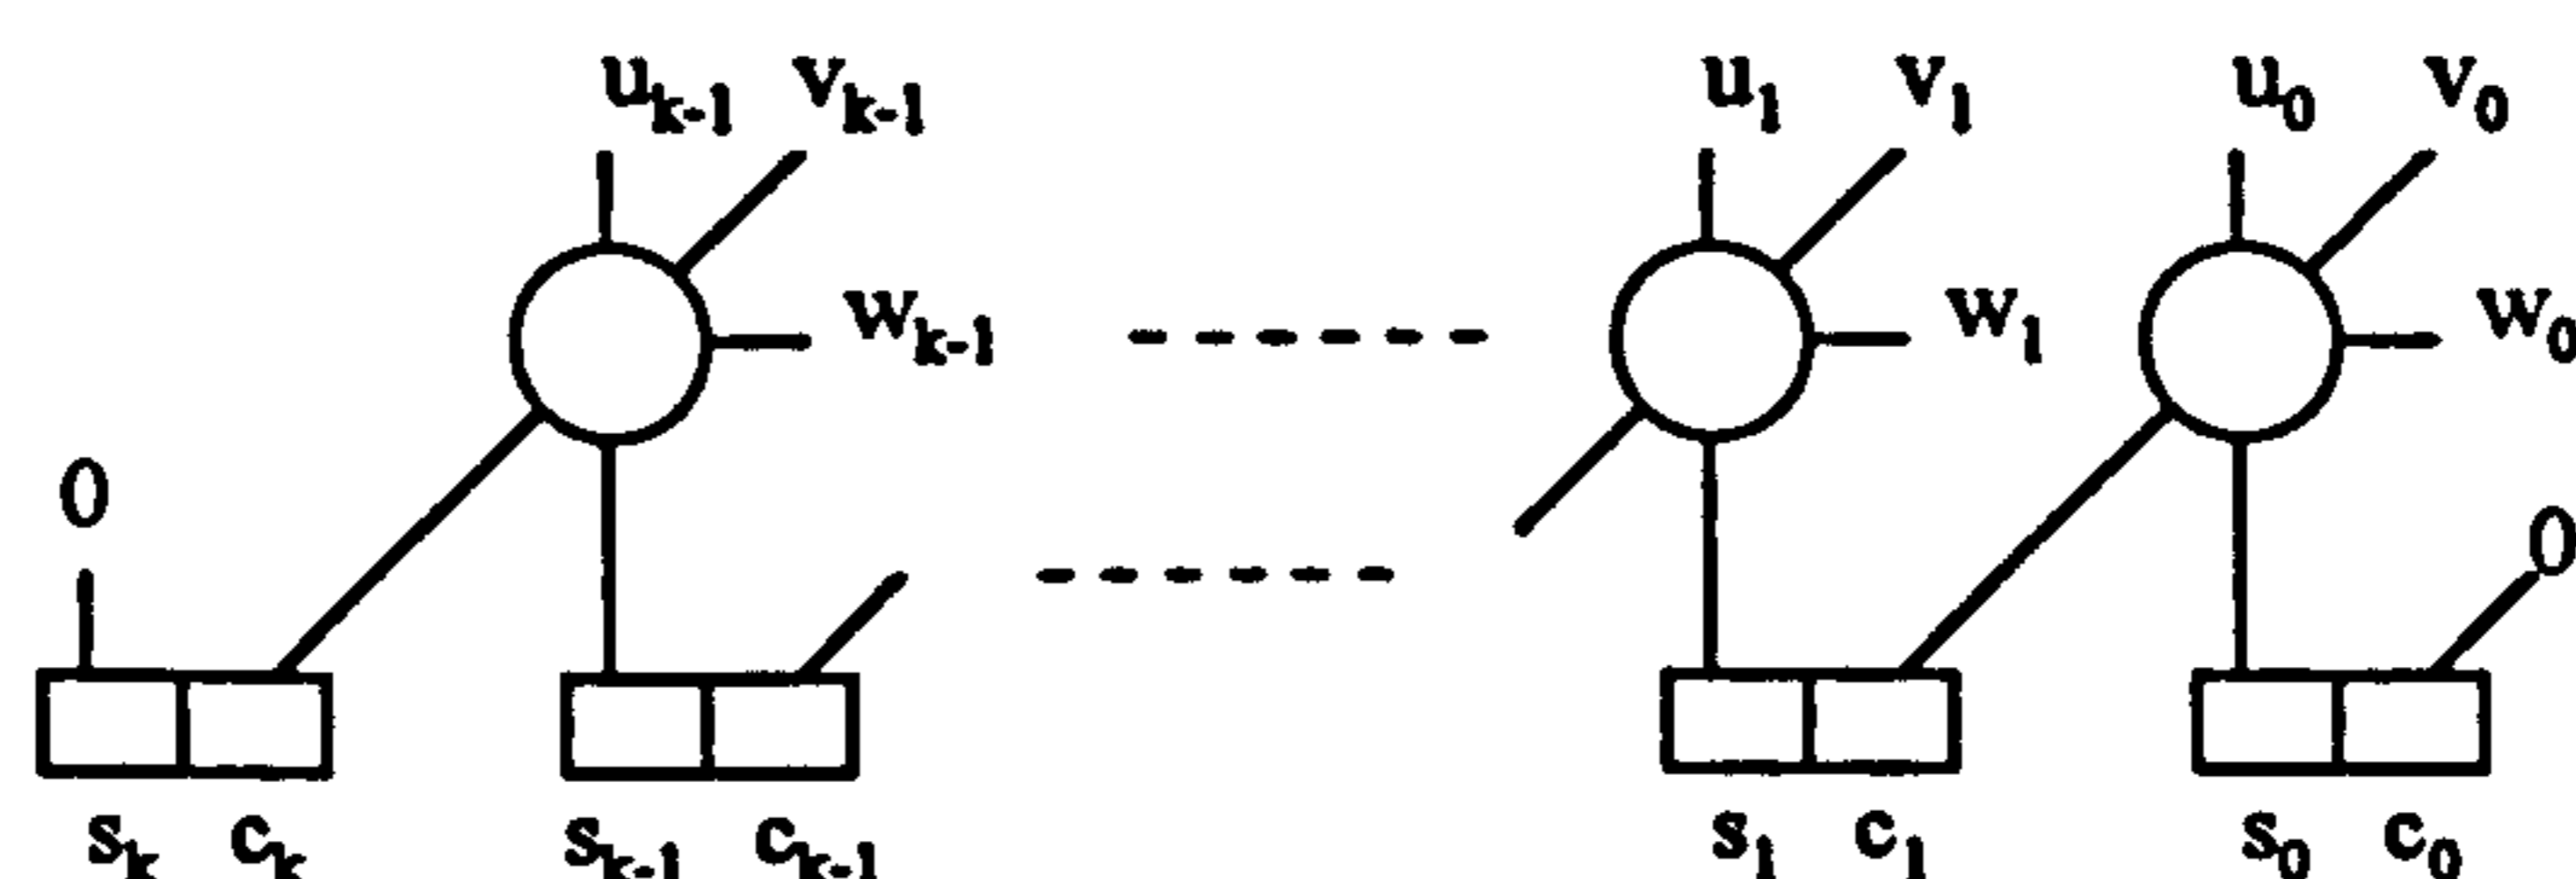 u_{k-1} v_{k-1} u_1 v_1 u_0 v_0
w_{k-1} w_1 w_0
0 0
s_k c_k s_{k-1} c_{k-1} s_1 c_1 s_0 c_0